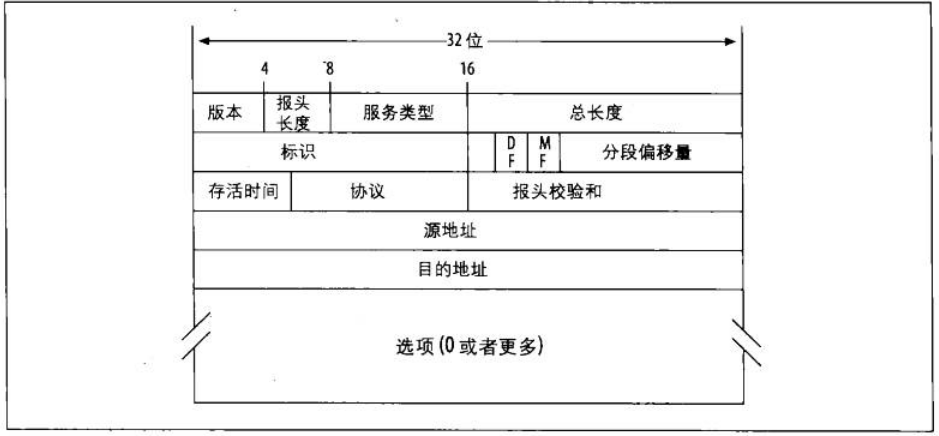 32位
4 8 16
版本 报头长度 服务类型 总长度
标识 DF MF 分段偏移量
存活时间 协议 报头校验和
源地址
目的地址
选项(0或者更多)